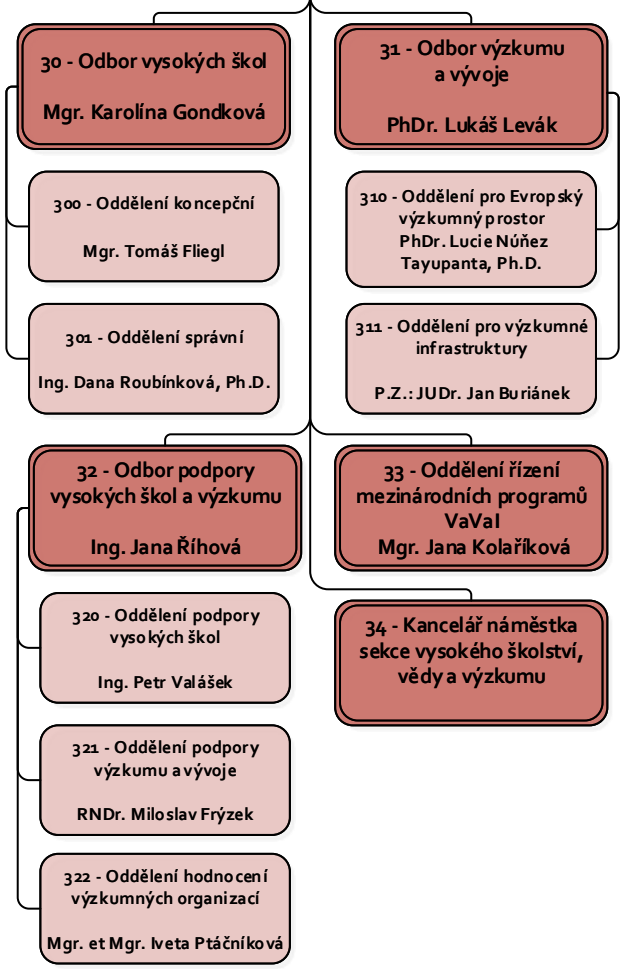 30 - Odbor vysokých škol
Mgr. Karolína Gondková
300 - Oddělení koncepční
Mgr. Tomáš Fliegl
301 - Oddělení správní
Ing. Dana Roubínková, Ph.D.
31 - Odbor výzkumu
a vývoje
PhDr. Lukáš Levák
310 - Oddělení pro Evropský
výzkumný prostor
PhDr. Lucie Núñez
Tayupanta, Ph.D.
311 - Oddělení pro výzkumné
infrastruktury
P.Z.: JUDr. Jan Buriánek
32 - Odbor podpory
vysokých škol a výzkumu
Ing. Jana Říhová
320 - Oddělení podpory
vysokých škol
Ing. Petr Valášek
321 - Oddělení podpory
výzkumu a vývoje
RNDr. Miloslav Frýzek
322 - Oddělení hodnocení
výzkumných organizací
Mgr. et Mgr. Iveta Ptáčníková
33 - Oddělení řízení
mezinárodních programů
VaVaI
Mgr. Jana Kolaříková
34 - Kancelář náměstka
sekce vysokého školství,
vědy a výzkumu